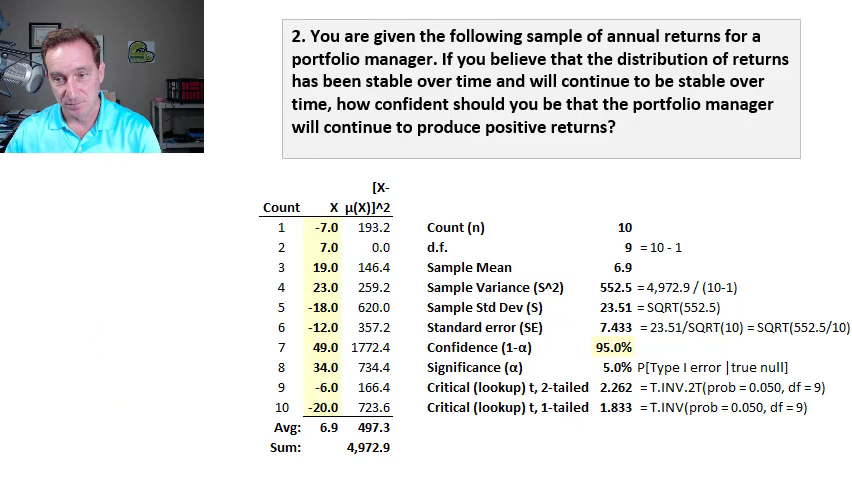 2. You are given the following sample of annual returns for a
portfolio manager. If you believe that the distribution of returns
has been stable over time and will continue to be stable over
time, how confident should you be that the portfolio manager
will continue to produce positive returns?
[X-
Count X μ(X)]^2
1 -7.0 193.2 Count (n) 10
2 7.0 0.0 d.f. 9 = 10 - 1
3 19.0 146.4 Sample Mean 6.9
4 23.0 259.2 Sample Variance (S^2) 552.5 = 4,972.9 / (10-1)
5 -18.0 620.0 Sample Std Dev (S) 23.51 = SQRT(552.5)
6 -12.0 357.2 Standard error (SE) 7.433 = 23.51/SQRT(10) = SQRT(552.5/10)
7 49.0 1772.4 Confidence (1-α) 95.0%
8 34.0 734.4 Significance (α) 5.0% P[Type I error |true null]
9 -6.0 166.4 Critical (lookup) t, 2-tailed 2.262 = T.INV.2T(prob = 0.050, df = 9)
10 -20.0 723.6 Critical (lookup) t, 1-tailed 1.833 = T.INV(prob = 0.050, df = 9)
Avg: 6.9 497.3
Sum: 4,972.9